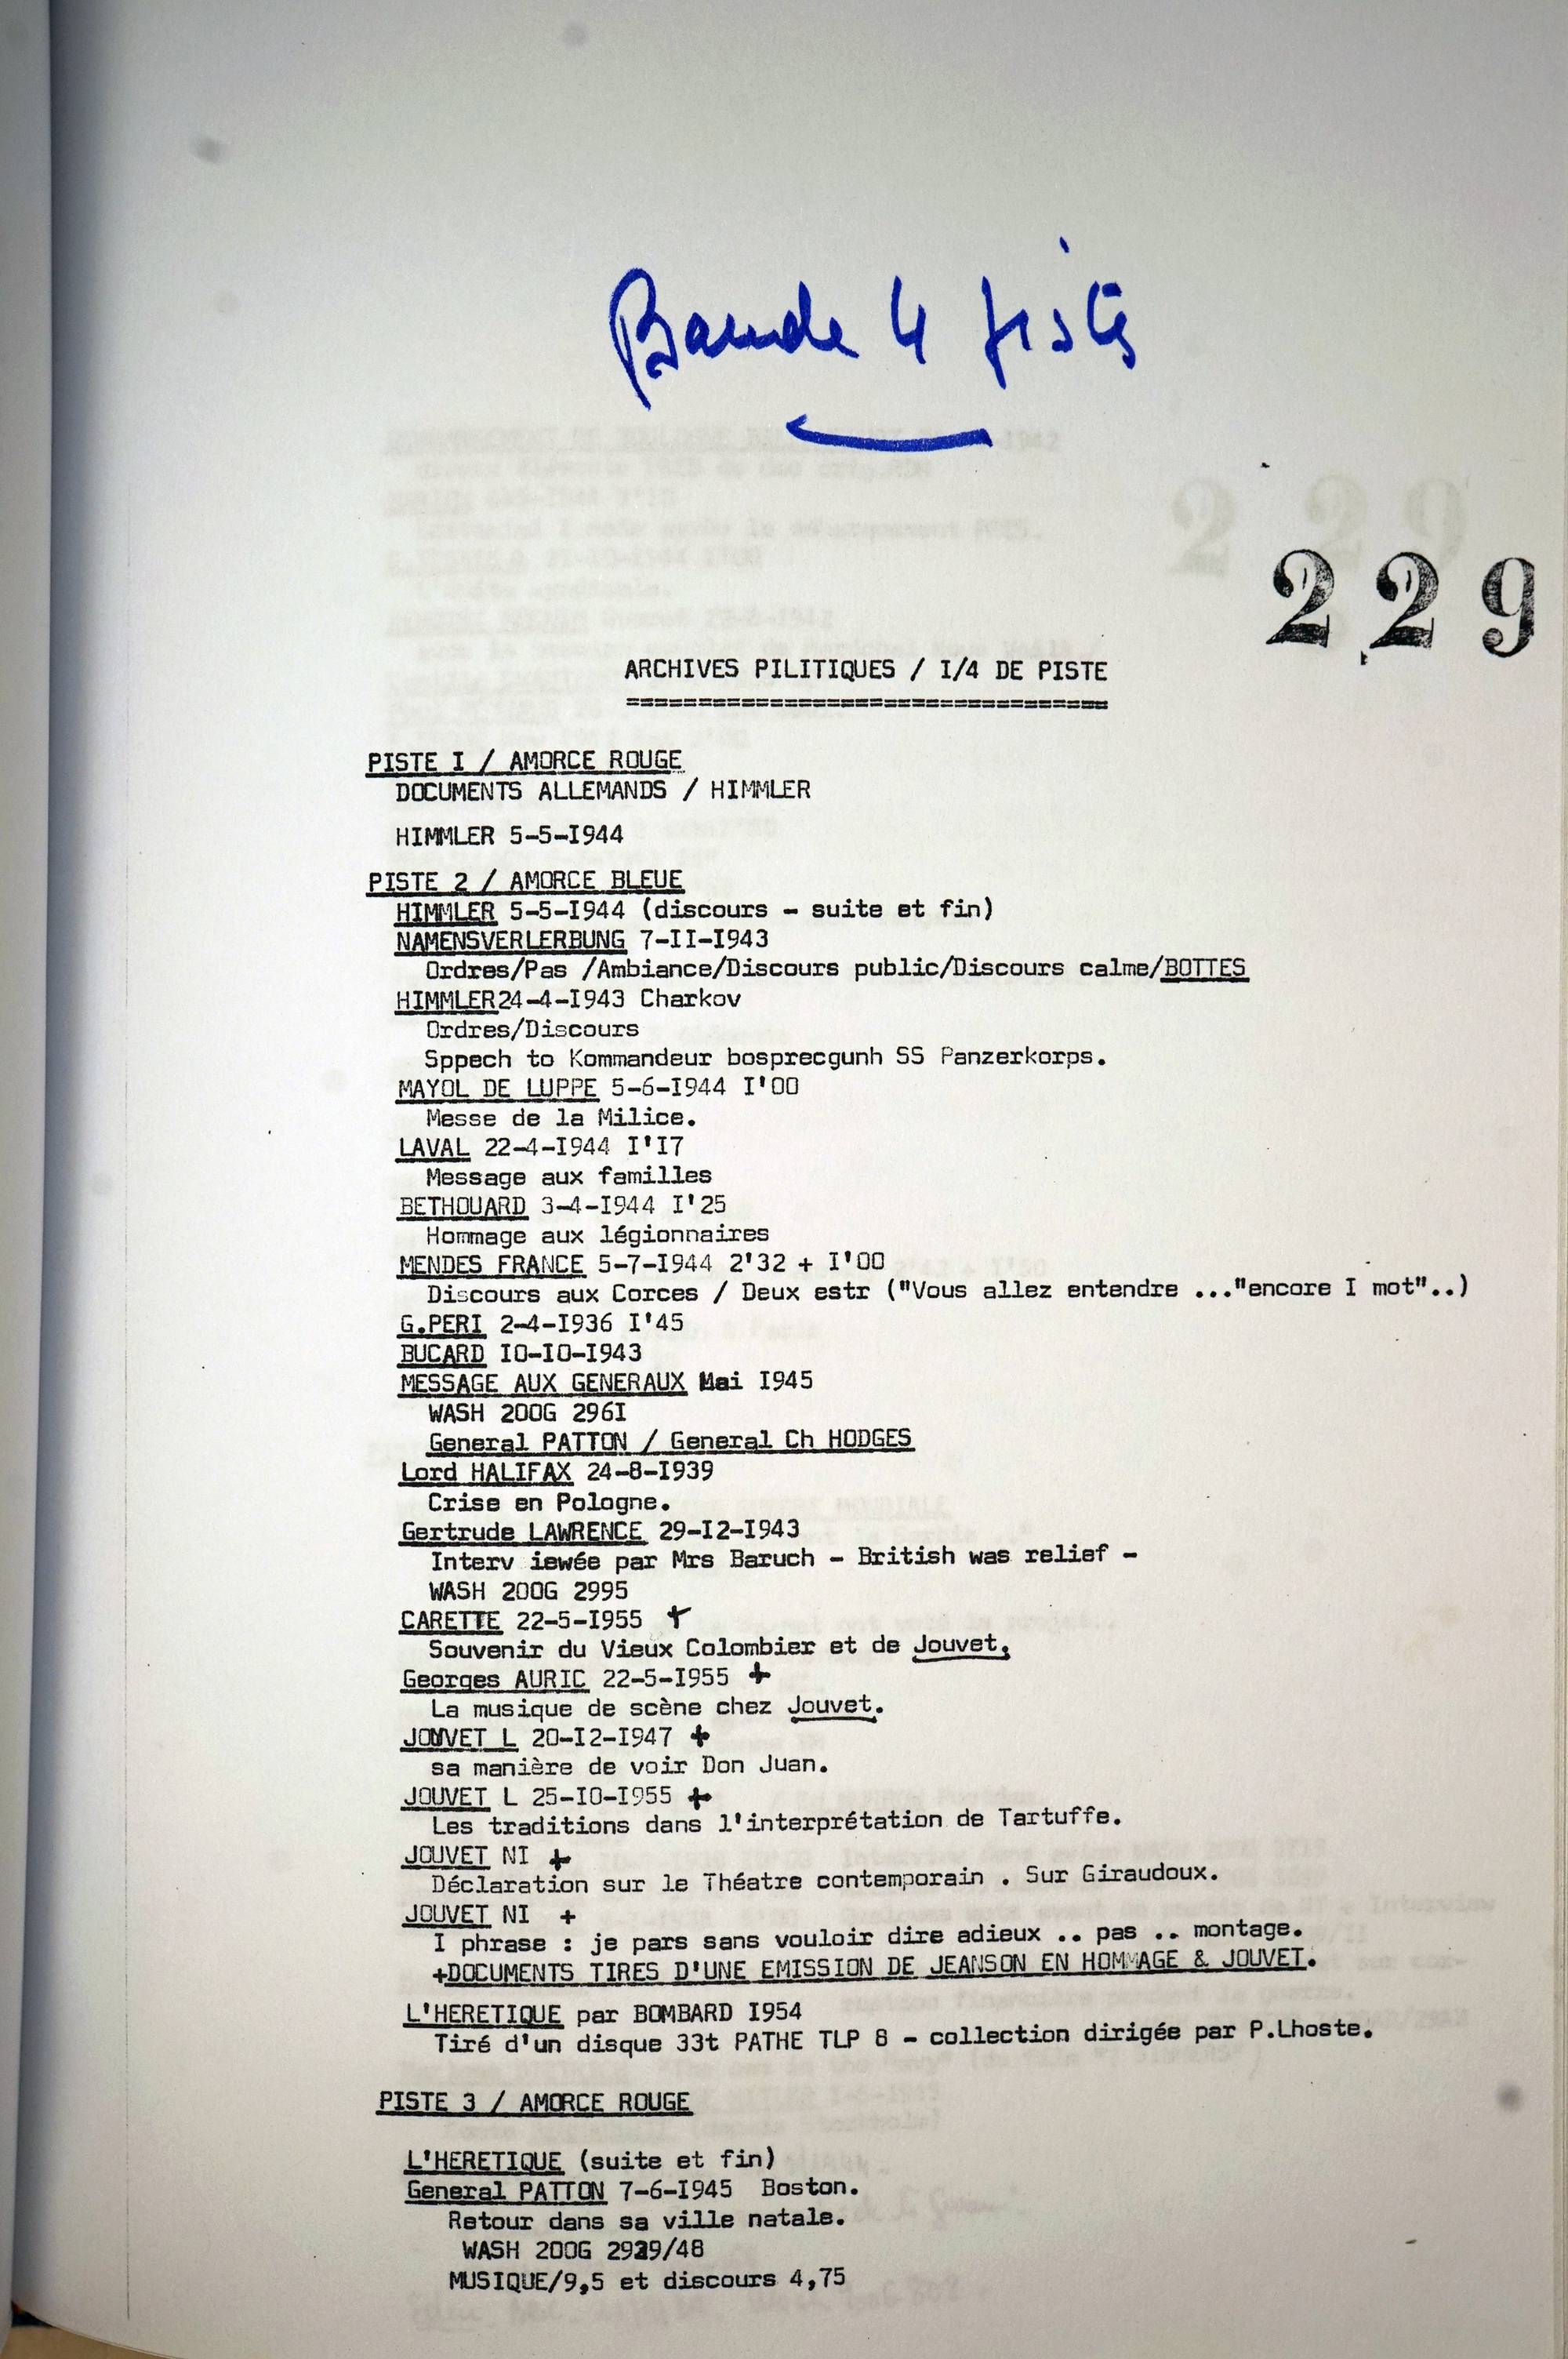 Bande 4 pistes
229
ARCHIVES PILITIQUES / I/4 DE PISTE
==================================
PISTE I / AMORCE ROUGE
DOCUMENTS ALLEMANDS / HIMMLER
HIMMLER 5-5-I944
PISTE 2 / AMORCE BLEUE
HIMMLER 5-5-I944 (discours - suite et fin)
NAMENSVERLERBUNG 7-II-I943
Ordres/Pas /Ambiance/Discours public/Discours calme/BOTTES
HIMMLER24-4-I943 Charkov
Ordres/Discours
Sppech to Kommandeur bosprecgunh SS Panzerkorps.
MAYOL DE LUPPE 5-6-I944 I'00
Messe de la Milice.
LAVAL 22-4-I944 I'I7
Message aux familles
BETHOUARD 3-4-I944 I'25
Hommage aux légionnaires
MENDES FRANCE 5-7-I944 2'32 + I'00
Discours aux Corces / Deux estr ("Vous allez entendre ..."encore I mot"..)
G.PERI 2-4-I936 I'45
BUCARD IO-IO-I943
MESSAGE AUX GENERAUX Mai I945
WASH 200G 296I
General PATTON / General Ch HODGES
Lord HALIFAX 24-8-I939
Crise en Pologne.
Gertrude LAWRENCE 29-I2-I943
Interv iewée par Mrs Baruch - British was relief -
WASH 200G 2995
CARETTE 22-5-I955 +
Souvenir du Vieux Colombier et de Jouvet.
Georges AURIC 22-5-I955 +
La musique de scène chez Jouvet.
JOUVET L 20-I2-I947 +
sa manière de voir Don Juan.
JOUVET L 25-IO-I955 +
Les traditions dans l'interprétation de Tartuffe.
JOUVET NI +
Déclaration sur le Théatre contemporain . Sur Giraudoux.
JOUVET NI +
I phrase : je pars sans vouloir dire adieux .. pas .. montage.
+DOCUMENTS TIRES D'UNE EMISSION DE JEANSON EN HOMMAGE & JOUVET.
L'HERETIQUE par BOMBARD I954
Tiré d'un disque 33t PATHE TLP 8 - collection dirigée par P.Lhoste.
PISTE 3 / AMORCE ROUGE
L'HERETIQUE (suite et fin)
General PATTON 7-6-I945 Boston.
Retour dans sa ville natale.
WASH 200G 2939/48
MUSIQUE/9,5 et discours 4,75